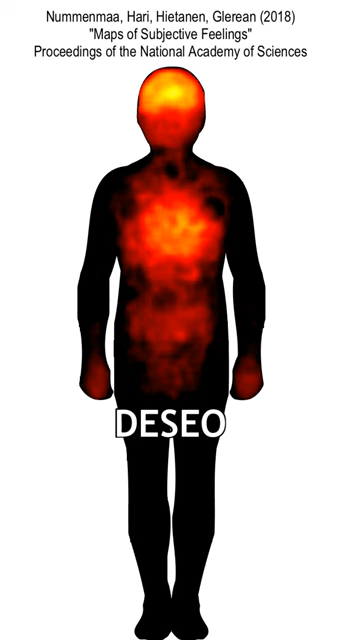 Nummenmaa, Hari, Hietanen, Glerean (2018)
"Maps of Subjective Feelings"
Proceedings of the National Academy of Sciences
DESEO